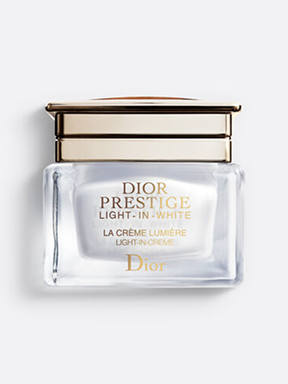 DIOR
PRESTIGE
LIGHT-IN-WHITE
LA CRÈME LUMIÈRE
LIGHT-IN-CREME
Dior